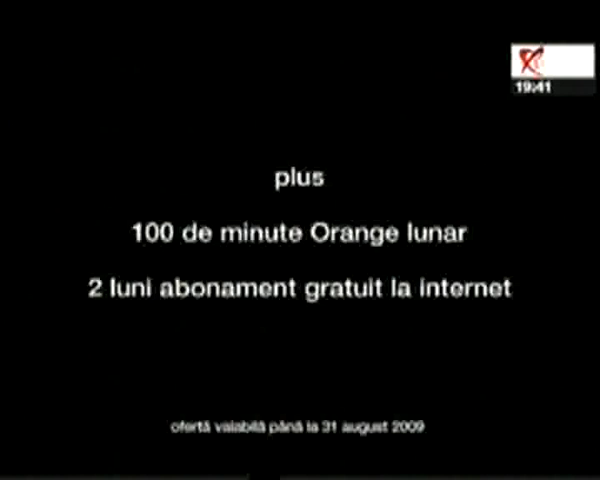 19:41
plus
100 de minute Orange lunar
2 luni abonament gratuit la internet
ofertă valabilă până la 31 august 2009